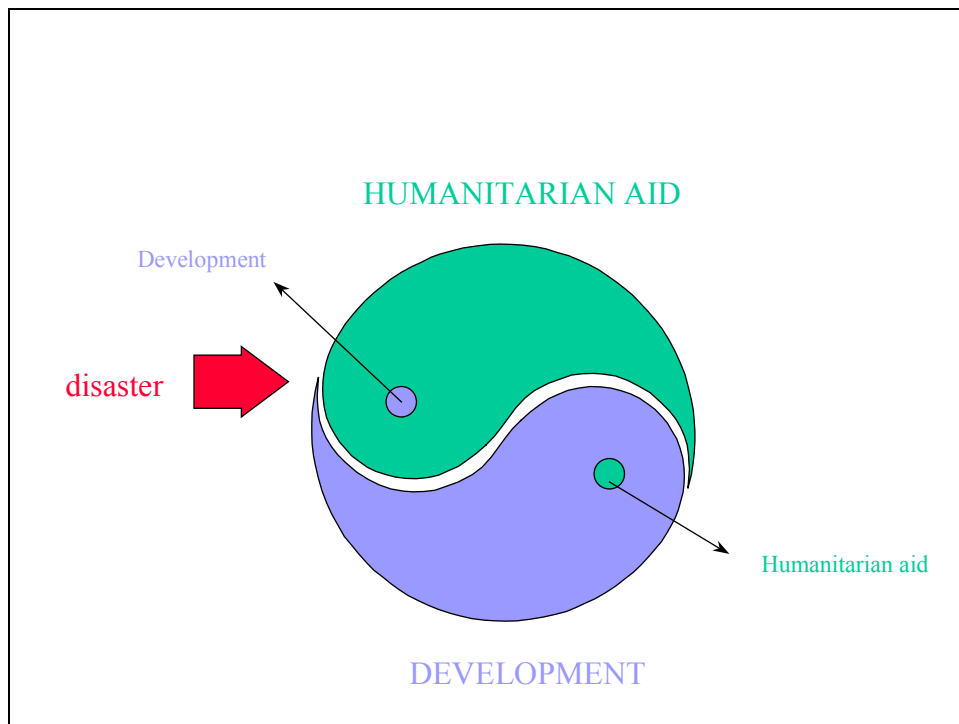 HUMANITARIAN AID
Development
disaster
Humanitarian aid
DEVELOPMENT